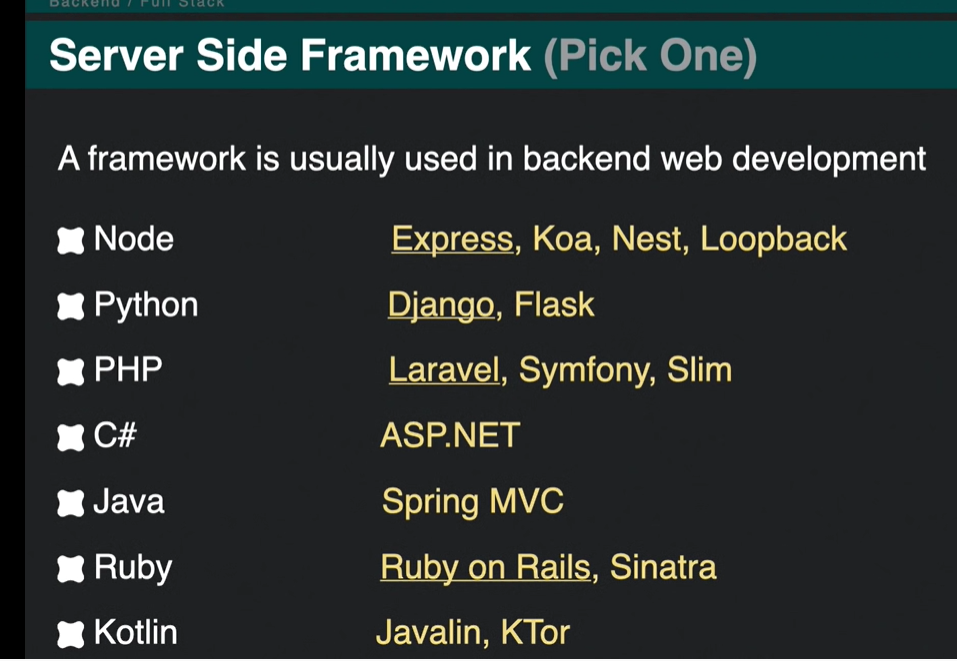 Backend / Full Stack
Server Side Framework (Pick One)
A framework is usually used in backend web development
Node Express, Koa, Nest, Loopback
Python Django, Flask
PHP Laravel, Symfony, Slim
C# ASP.NET
Java Spring MVC
Ruby Ruby on Rails, Sinatra
Kotlin Javalin, KTor